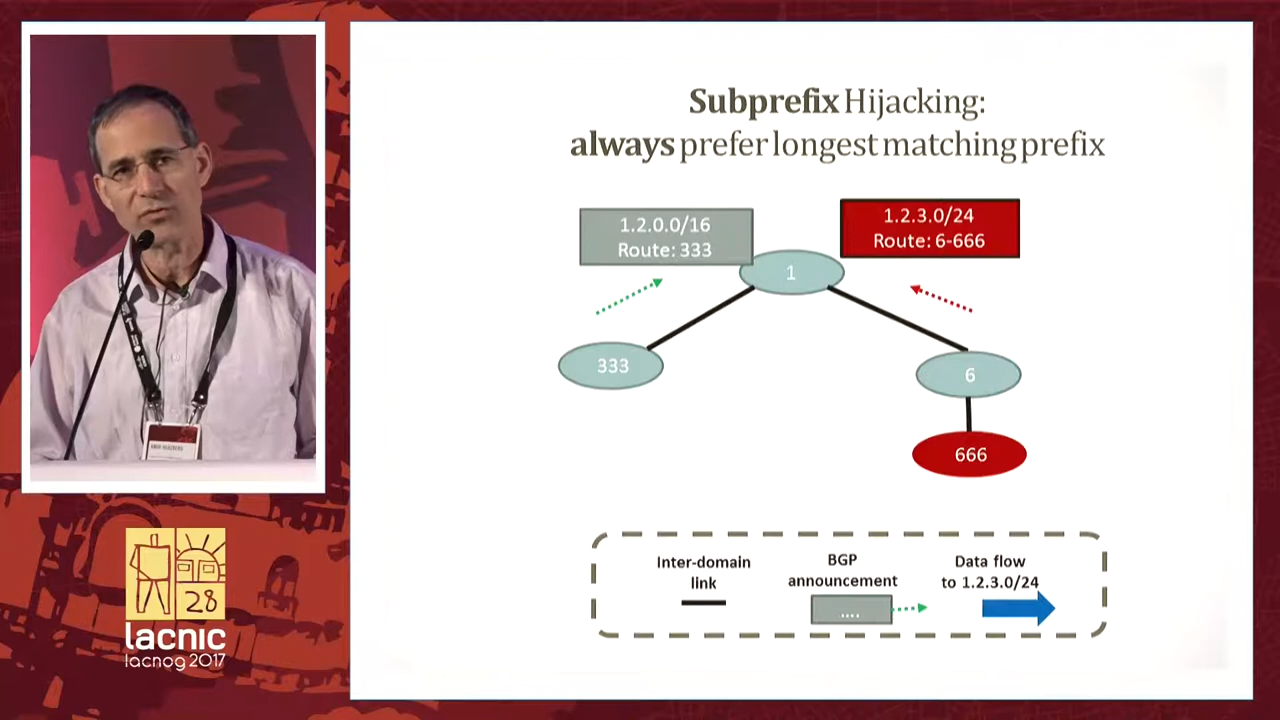 Subprefix Hijacking:
always prefer longest matching prefix
1.2.0.0/16
Route: 333
1.2.3.0/24
Route: 6-666
1
333
6
666
Inter-domain
link
BGP
announcement
....
Data flow
to 1.2.3.0/24
28
lacnic
lacnog 2017